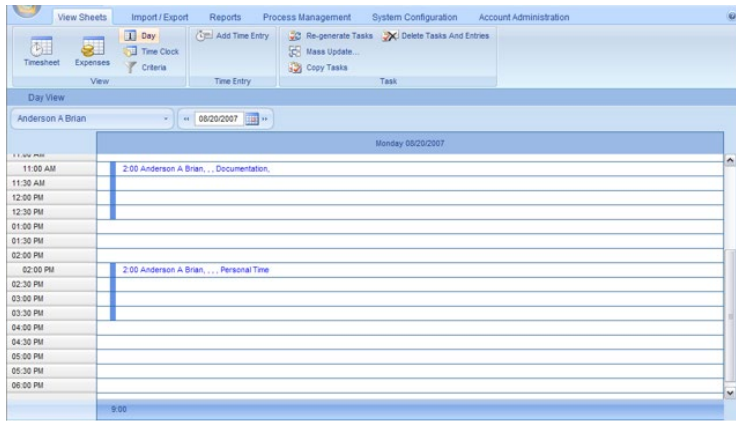 View Sheets Import / Export Reports Process Management System Configuration Account Administration
Day Add Time Entry Re-generate Tasks Delete Tasks And Entries
Time Clock Mass Update...
Timesheet Expenses Criteria Copy Tasks
View Time Entry Task
Day View
Anderson A Brian 08/20/2007
Monday 08/20/2007
11:00 AM
11:00 AM 2:00 Anderson A Brian, , , Documentation,
11:30 AM
12:00 PM
12:30 PM
01:00 PM
01:30 PM
02:00 PM
02:00 PM 2:00 Anderson A Brian, , , , Personal Time
02:30 PM
03:00 PM
03:30 PM
04:00 PM
04:30 PM
05:00 PM
05:30 PM
06:00 PM
9:00